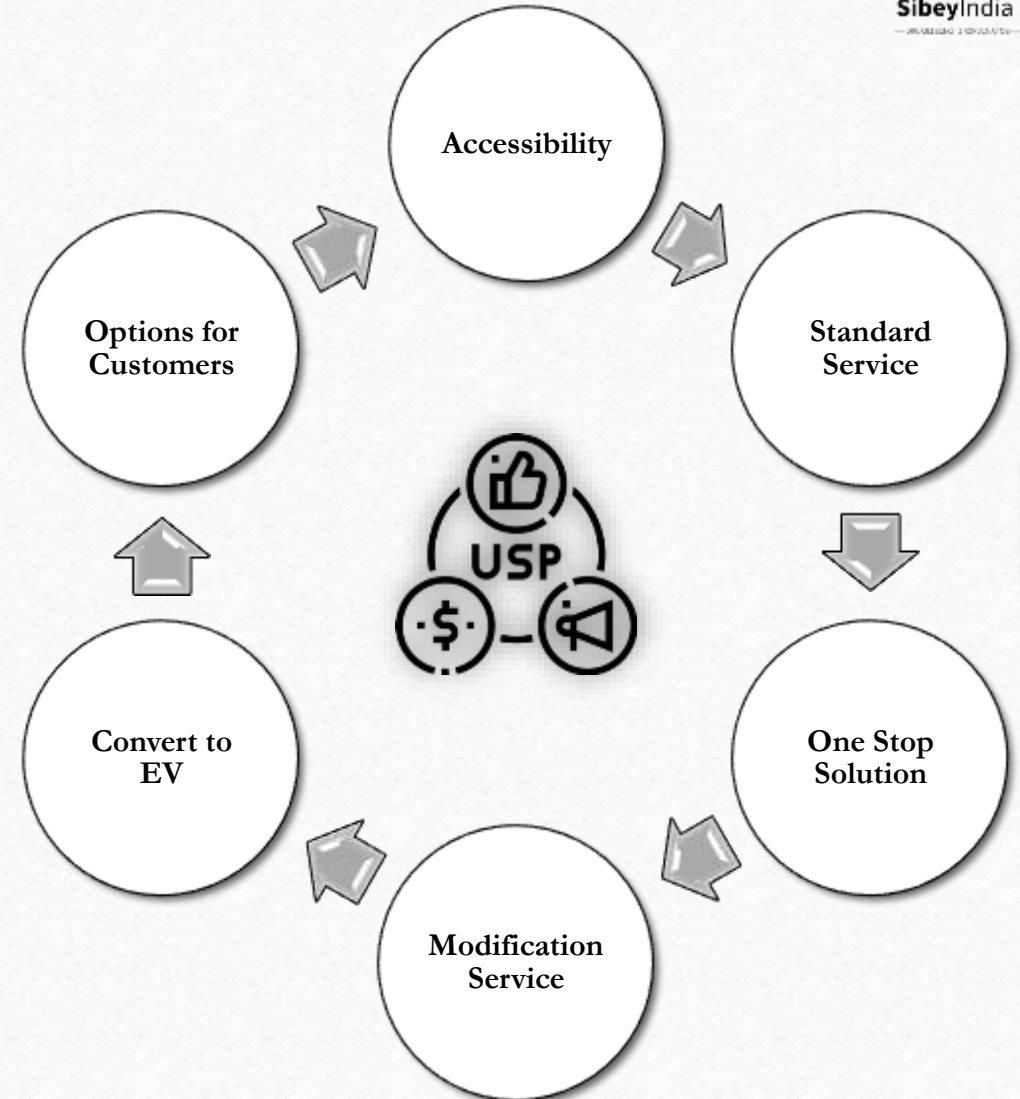 SibeyIndia
Accessibility
Standard
Service
One Stop
Solution
Modification
Service
Convert to
EV
Options for
Customers
USP
$